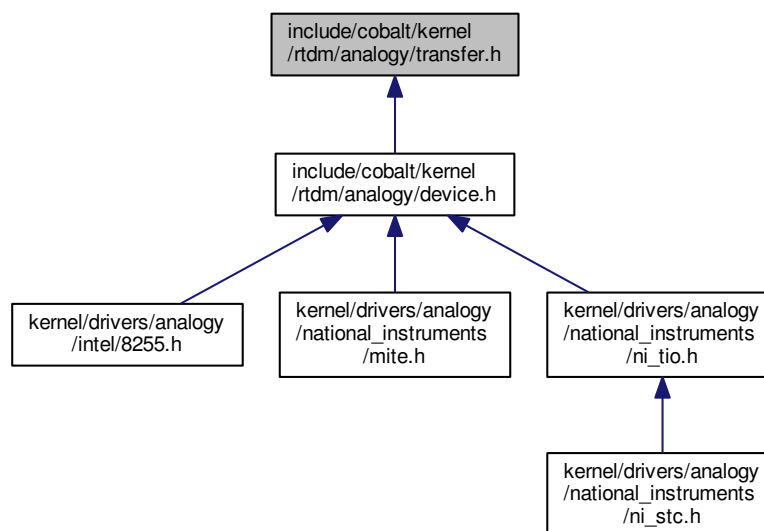 include/cobalt/kernel
/rtdm/analogy/transfer.h
include/cobalt/kernel
/rtdm/analogy/device.h
kernel/drivers/analogy
/intel/8255.h
kernel/drivers/analogy
/national_instruments
/mite.h
kernel/drivers/analogy
/national_instruments
/ni_tio.h
kernel/drivers/analogy
/national_instruments
/ni_stc.h